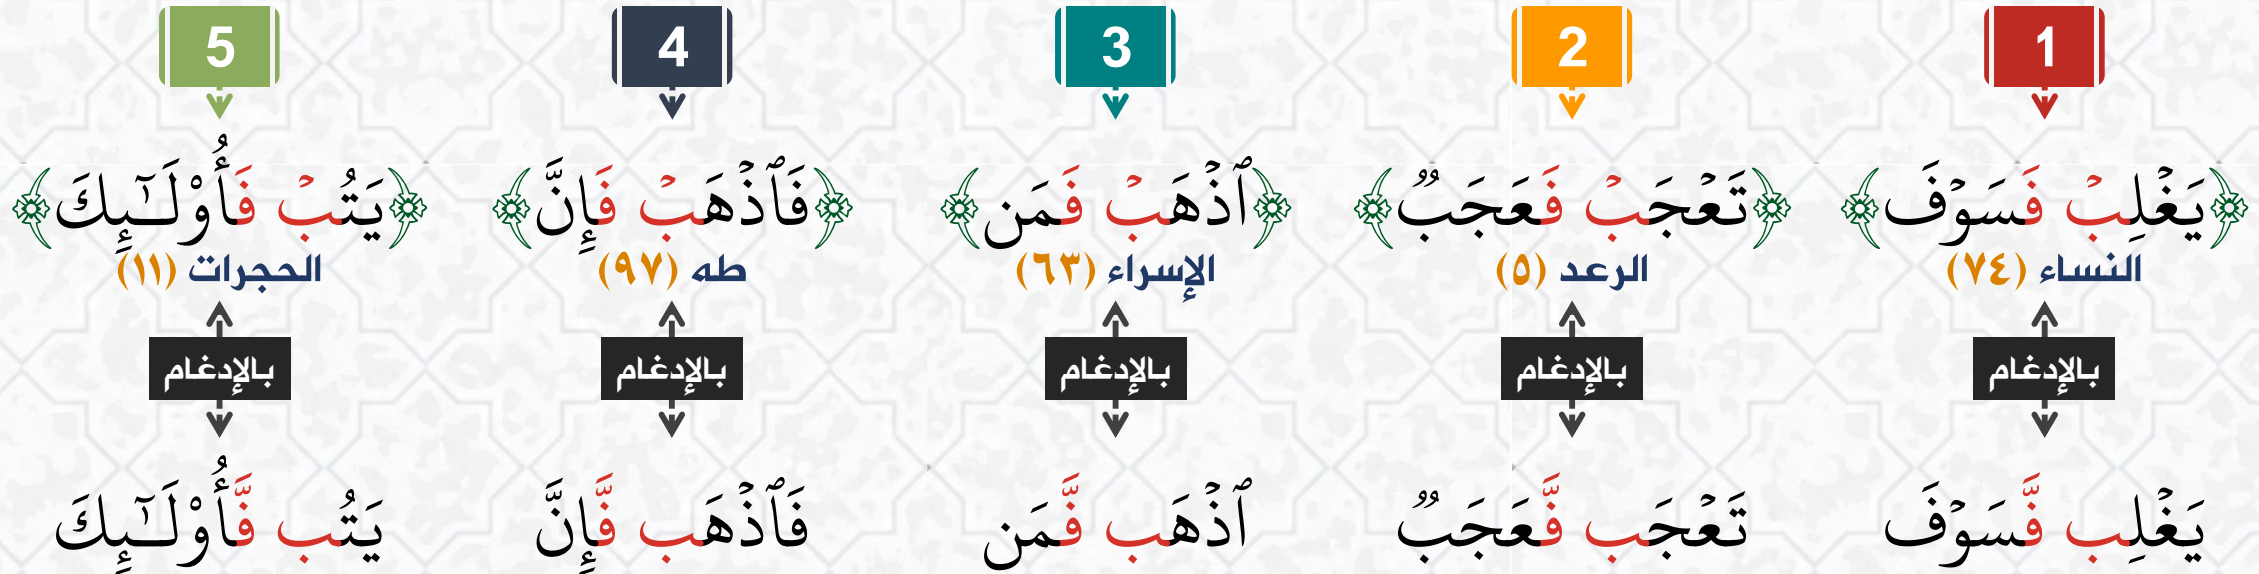 1 2 3 4 5
﴿يَغْلِبْ فَسَوْفَ﴾ ﴿تَعْجَبْ فَعَجَبٌ﴾ ﴿ٱذْهَبْ فَمَن﴾ ﴿فَٱذْهَبْ فَإِنَّ﴾ ﴿يَتُبْ فَأُوْلَـٰٓئِكَ﴾
النساء (٧٤) الرعد (٥) الإسراء (٦٣) طه (٩٧) الحجرات (١١)
بالإدغام بالإدغام بالإدغام بالإدغام بالإدغام
يَغْلِب فَّسَوْفَ تَعْجَب فَّعَجَبٌ ٱذْهَب فَّمَن فَٱذْهَب فَّإِنَّ يَتُب فَّأُوْلَـٰٓئِكَ